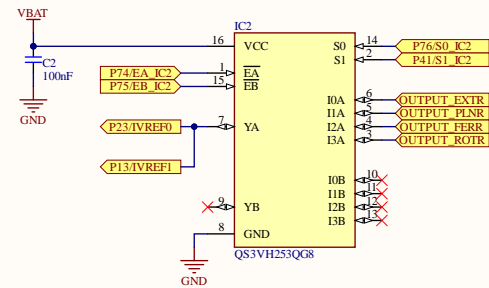 VBAT
IC2
16
VCC
S0
14
P76/S0_IC2
S1
2
P41/S1_IC2
C2
100nF
P74/EA_IC2
1
EA
P75/EB_IC2
15
EB
GND
I0A
6
OUTPUT_EXTR
I1A
5
OUTPUT_PLNR
P23/IVREF0
7
YA
I2A
4
OUTPUT_FERR
I3A
3
OUTPUT_ROTR
P13/IVREF1
I0B
10
I1B
11
9
YB
I2B
12
I3B
13
8
GND
QS3VH253QG8
GND